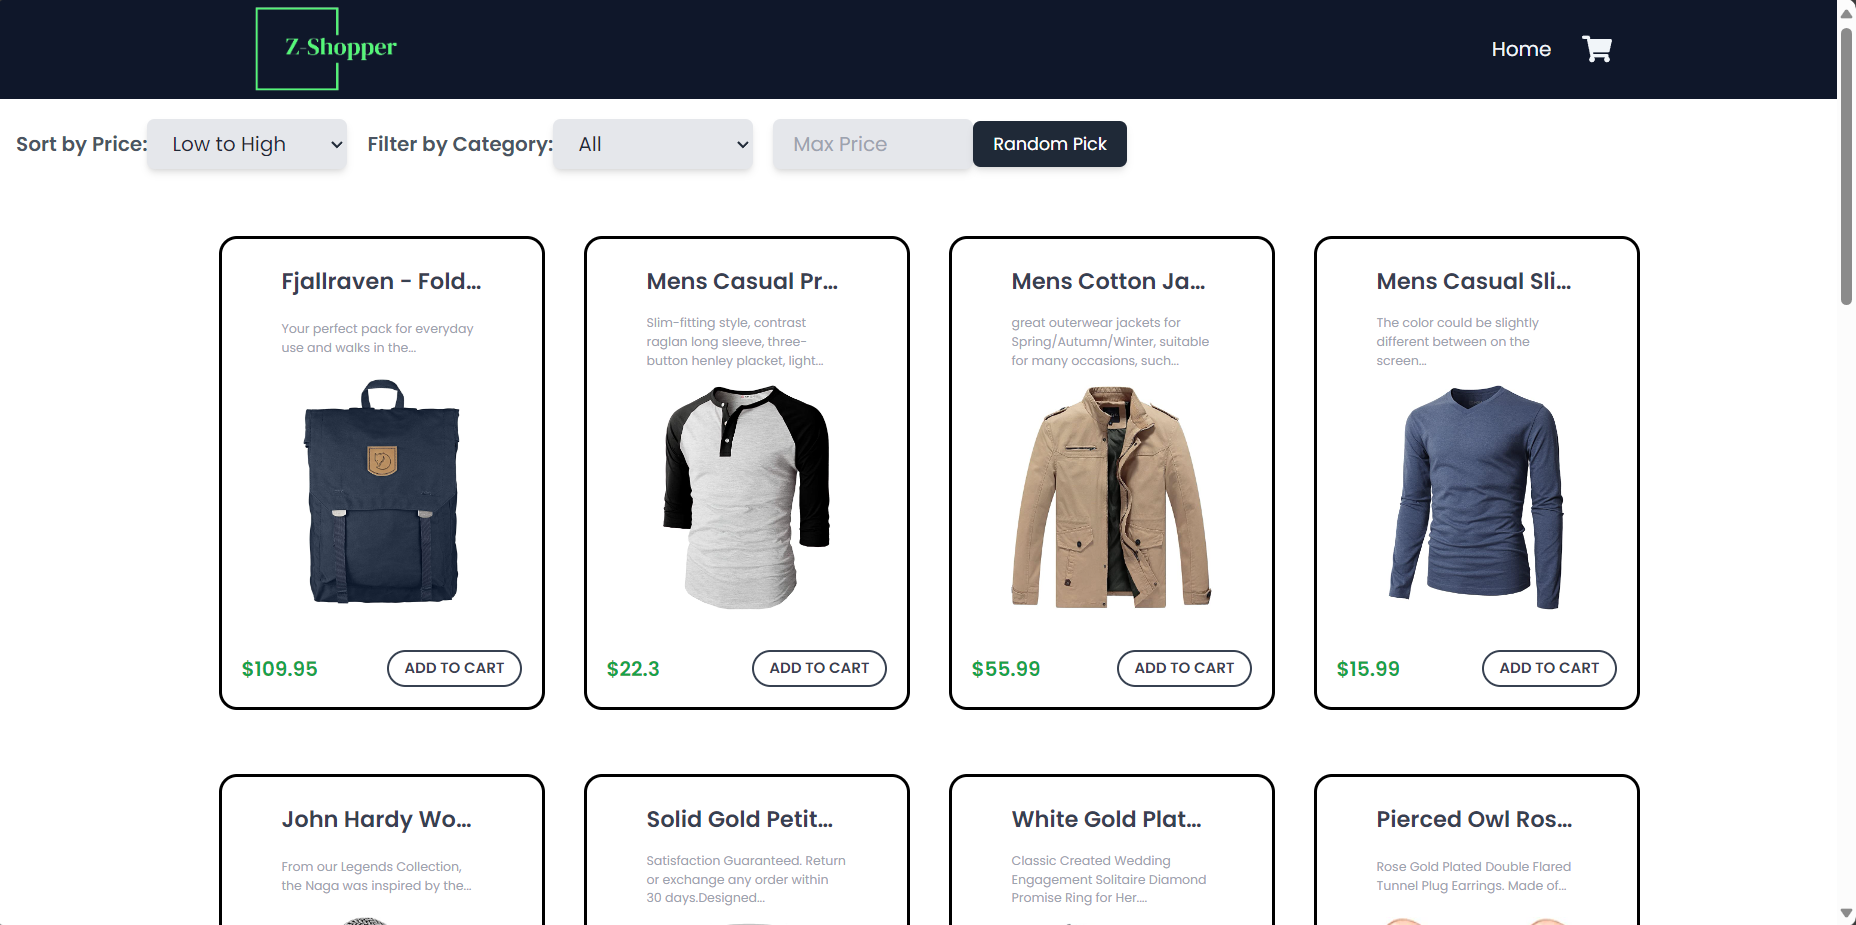 Z-Shopper
Home
Sort by Price:
Low to High
Filter by Category:
All
Max Price
Random Pick
Fjallraven - Fold...
Your perfect pack for everyday
use and walks in the...
$109.95
ADD TO CART
Mens Casual Pr...
Slim-fitting style, contrast
raglan long sleeve, three-
button henley placket, light...
$22.3
ADD TO CART
Mens Cotton Ja...
great outerwear jackets for
Spring/Autumn/Winter, suitable
for many occasions, such...
$55.99
ADD TO CART
Mens Casual Sli...
The color could be slightly
different between on the
screen...
$15.99
ADD TO CART
John Hardy Wo...
From our Legends Collection,
the Naga was inspired by the...
Solid Gold Petit...
Satisfaction Guaranteed. Return
or exchange any order within
30 days.Designed...
White Gold Plat...
Classic Created Wedding
Engagement Solitaire Diamond
Promise Ring for Her....
Pierced Owl Ros...
Rose Gold Plated Double Flared
Tunnel Plug Earrings. Made of...